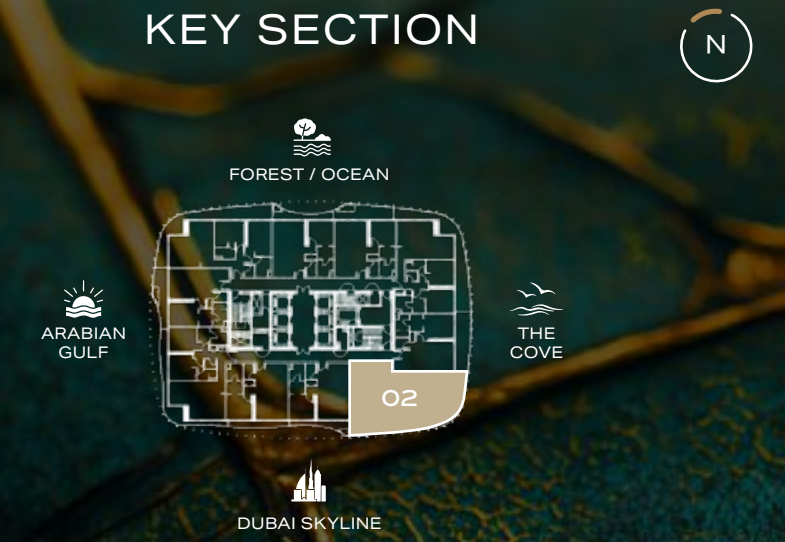 KEY SECTION
N
FOREST / OCEAN
ARABIAN
GULF
THE
COVE
02
DUBAI SKYLINE